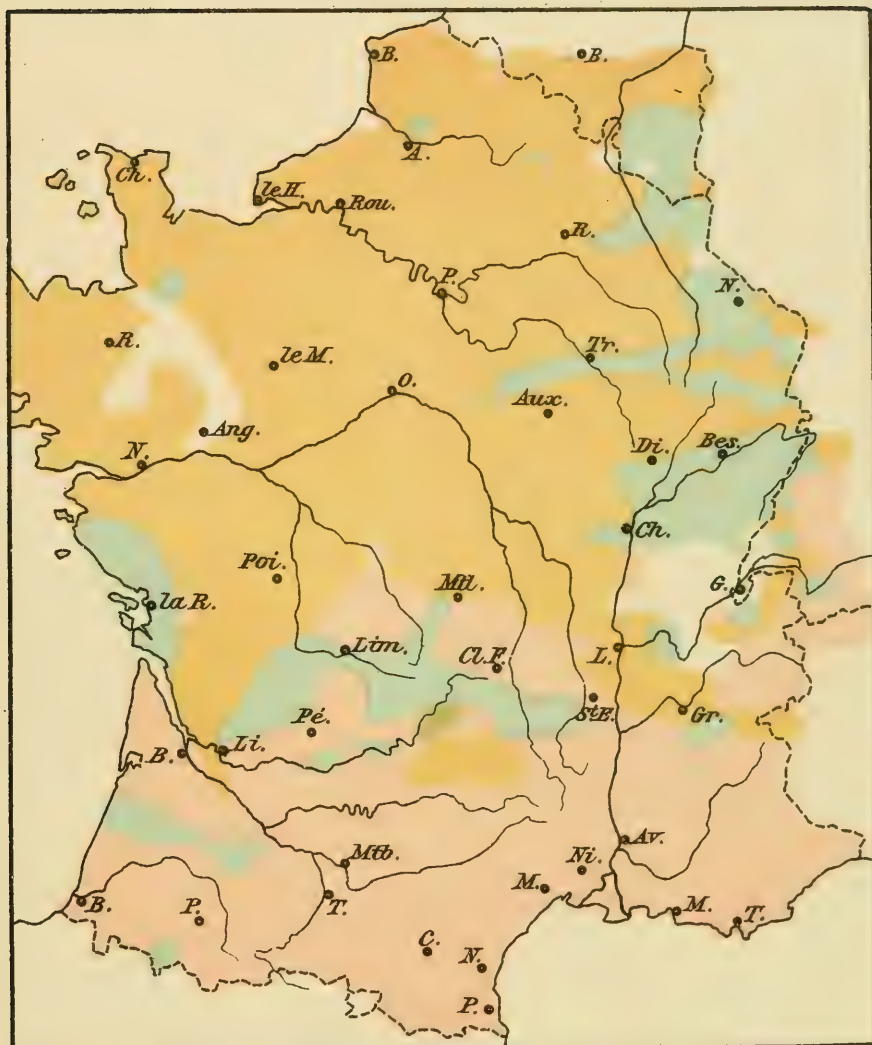 B.
B.
A.
Ch.
le H.
Rou.
R.
P.
N.
R.
le M.
Tr.
O.
Aux.
Ang.
N.
Di.
Bes.
Ch.
Poi.
Mtl.
G.
la R.
Lim.
L.
Cl.F.
St.E.
Gr.
Pé.
Li.
B.
Av.
Mtb.
Ni.
M.
B.
P.
T.
M.
T.
C.
N.
P.